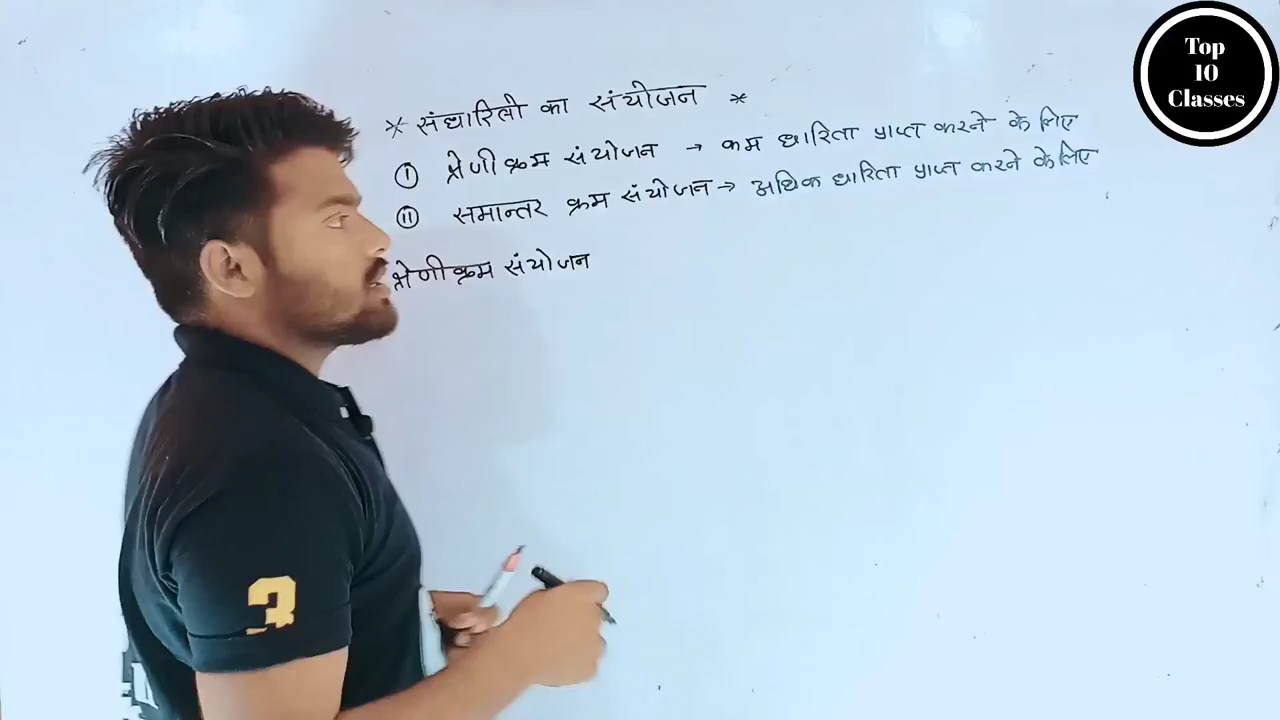 * संधारित्रो का संयोजन *
(I) श्रेणीक्रम संयोजन → कम धारिता प्राप्त करने के लिए
(II) समान्तर क्रम संयोजन → अधिक धारिता प्राप्त करने के लिए
श्रेणीक्रम संयोजन
Top
10
Classes
3